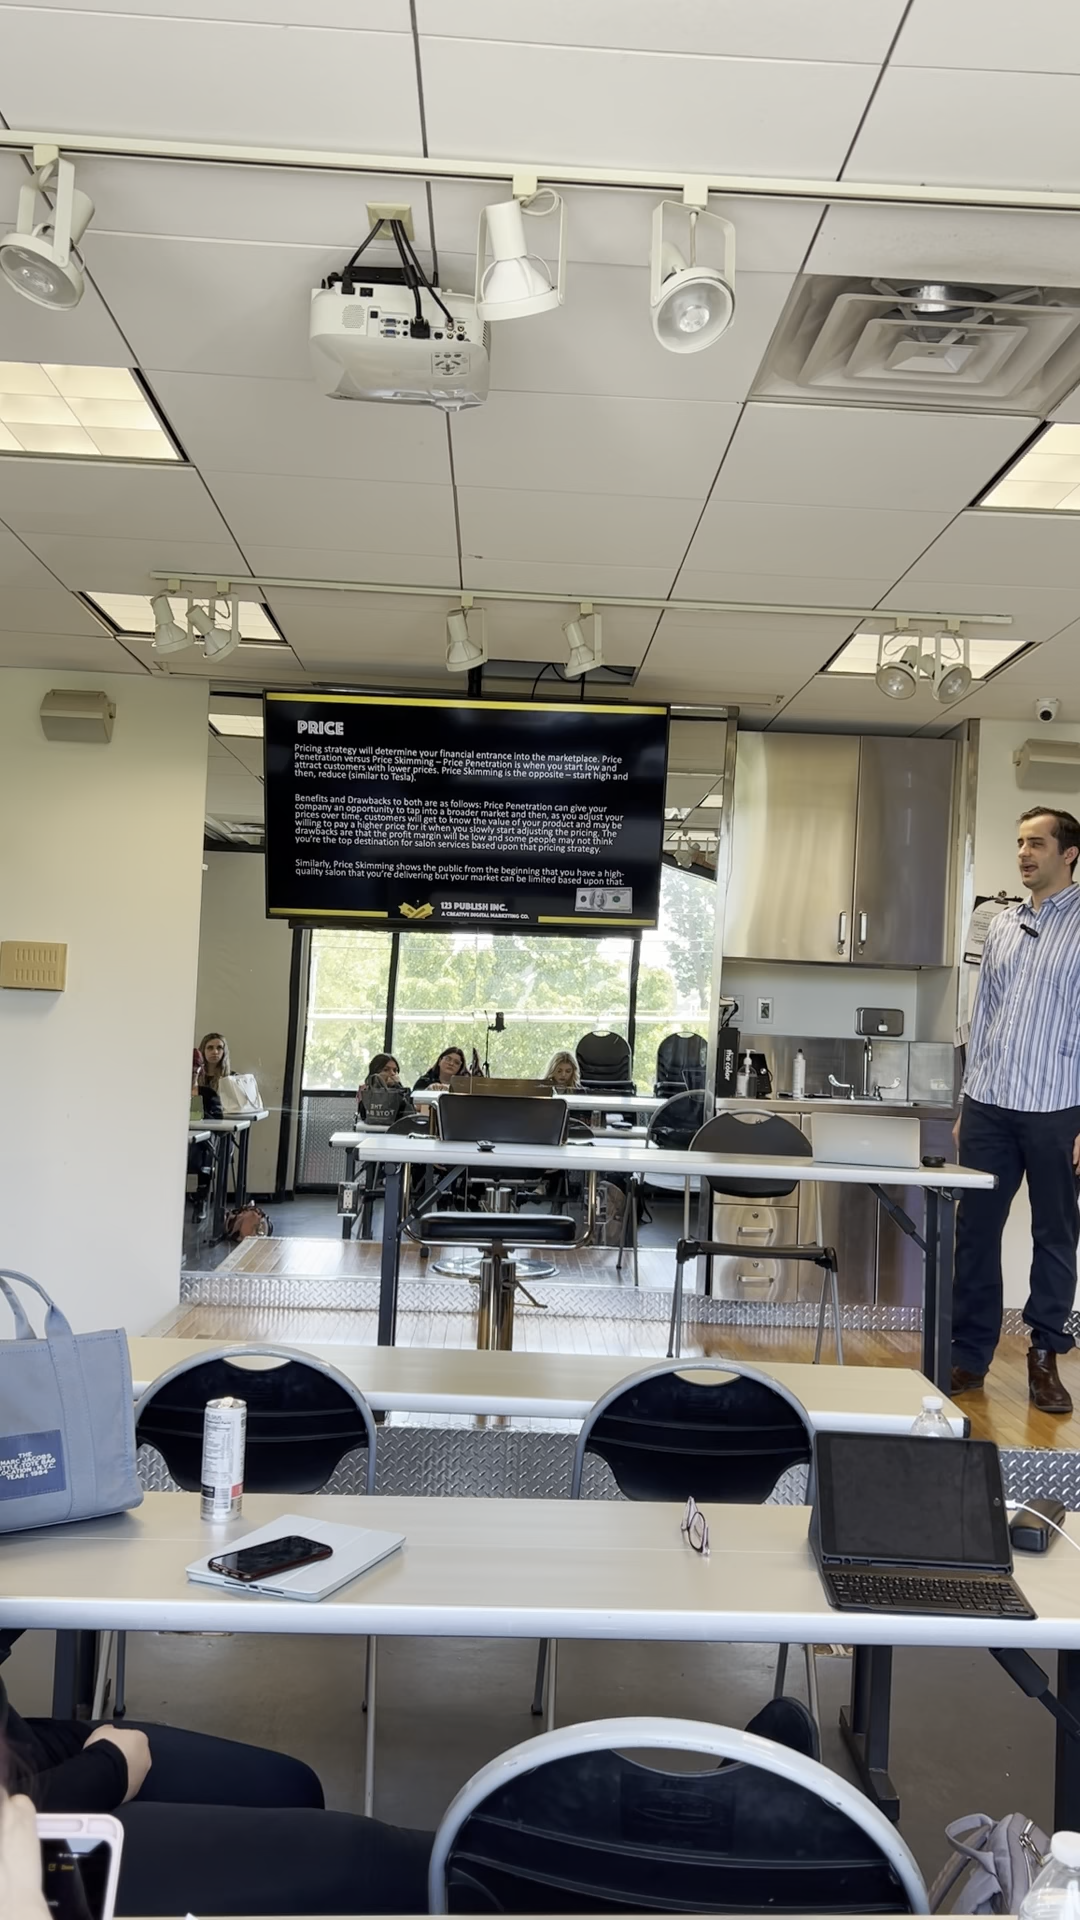 PRICE
Pricing strategy will determine your financial entrance into the marketplace. Price
Penetration versus Price Skimming – Price Penetration is when you start low and
attract customers with lower prices. Price Skimming is the opposite – start high and
then, reduce (similar to Tesla).
Benefits and Drawbacks to both are as follows: Price Penetration can give your
company an opportunity to tap into a broader market and then, as you adjust your
prices over time, customers will get to know the value of your product and may be
willing to pay a higher price for it when you slowly start adjusting the pricing. The
drawbacks are that the profit margin will be low and some people may not think
you're the top destination for salon services based upon that pricing strategy.
Similarly, Price Skimming shows the public from the beginning that you have a high-
quality salon that you're delivering but your market can be limited based upon that.
123 PUBLISH INC.
A CREATIVE DIGITAL MARKETING CO.
the color
THE
MARC JACOBS
STYLE: TOTE BAG
LOCATION: N.Y.C.
YEAR: 1984